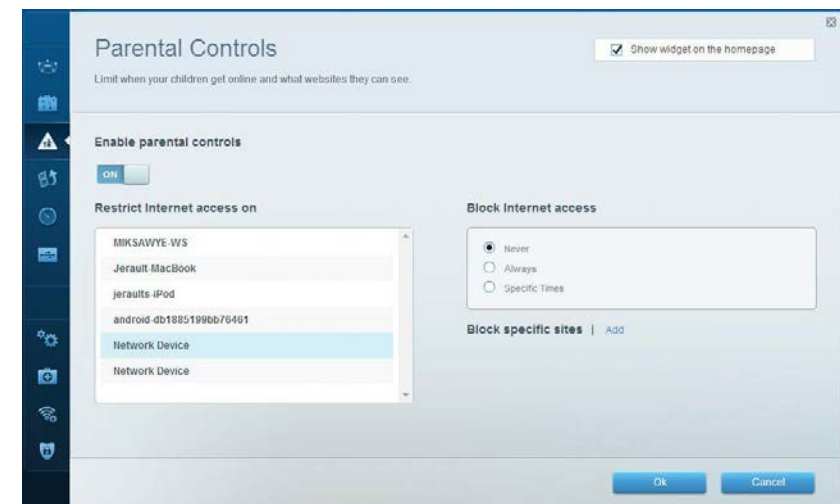 Parental Controls
Show widget on the homepage
Limit when your children get online and what websites they can see.
Enable parental controls
ON
Restrict Internet access on
MIKSAWYE-WS
Jerault-MacBook
jeraults-iPod
android-db1885199bb76461
Network Device
Network Device
Block Internet access
Never
Always
Specific Times
Block specific sites | Add
Ok
Cancel